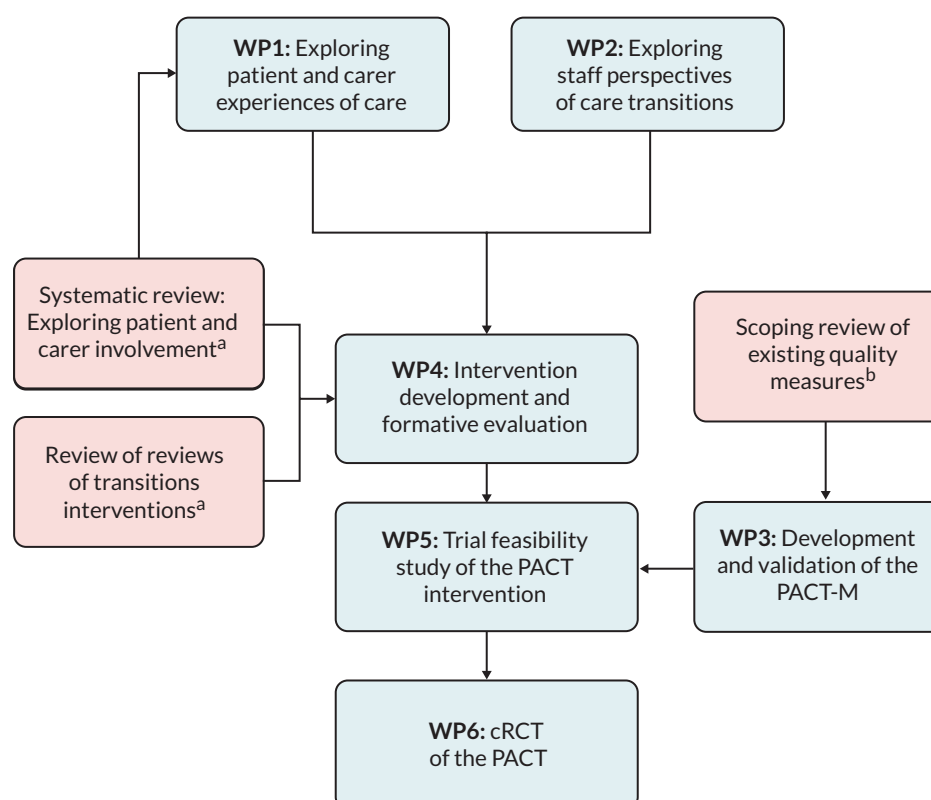 WP1: Exploring
patient and carer
experiences of care
WP2: Exploring
staff perspectives
of care transitions
Systematic review:
Exploring patient and
carer involvementᵃ
Scoping review of
existing quality
measuresᵇ
WP4: Intervention
development and
formative evaluation
Review of reviews
of transitions
interventionsᵃ
WP5: Trial feasibility
study of the PACT
intervention
WP3: Development
and validation of the
PACT-M
WP6: cRCT
of the PACT